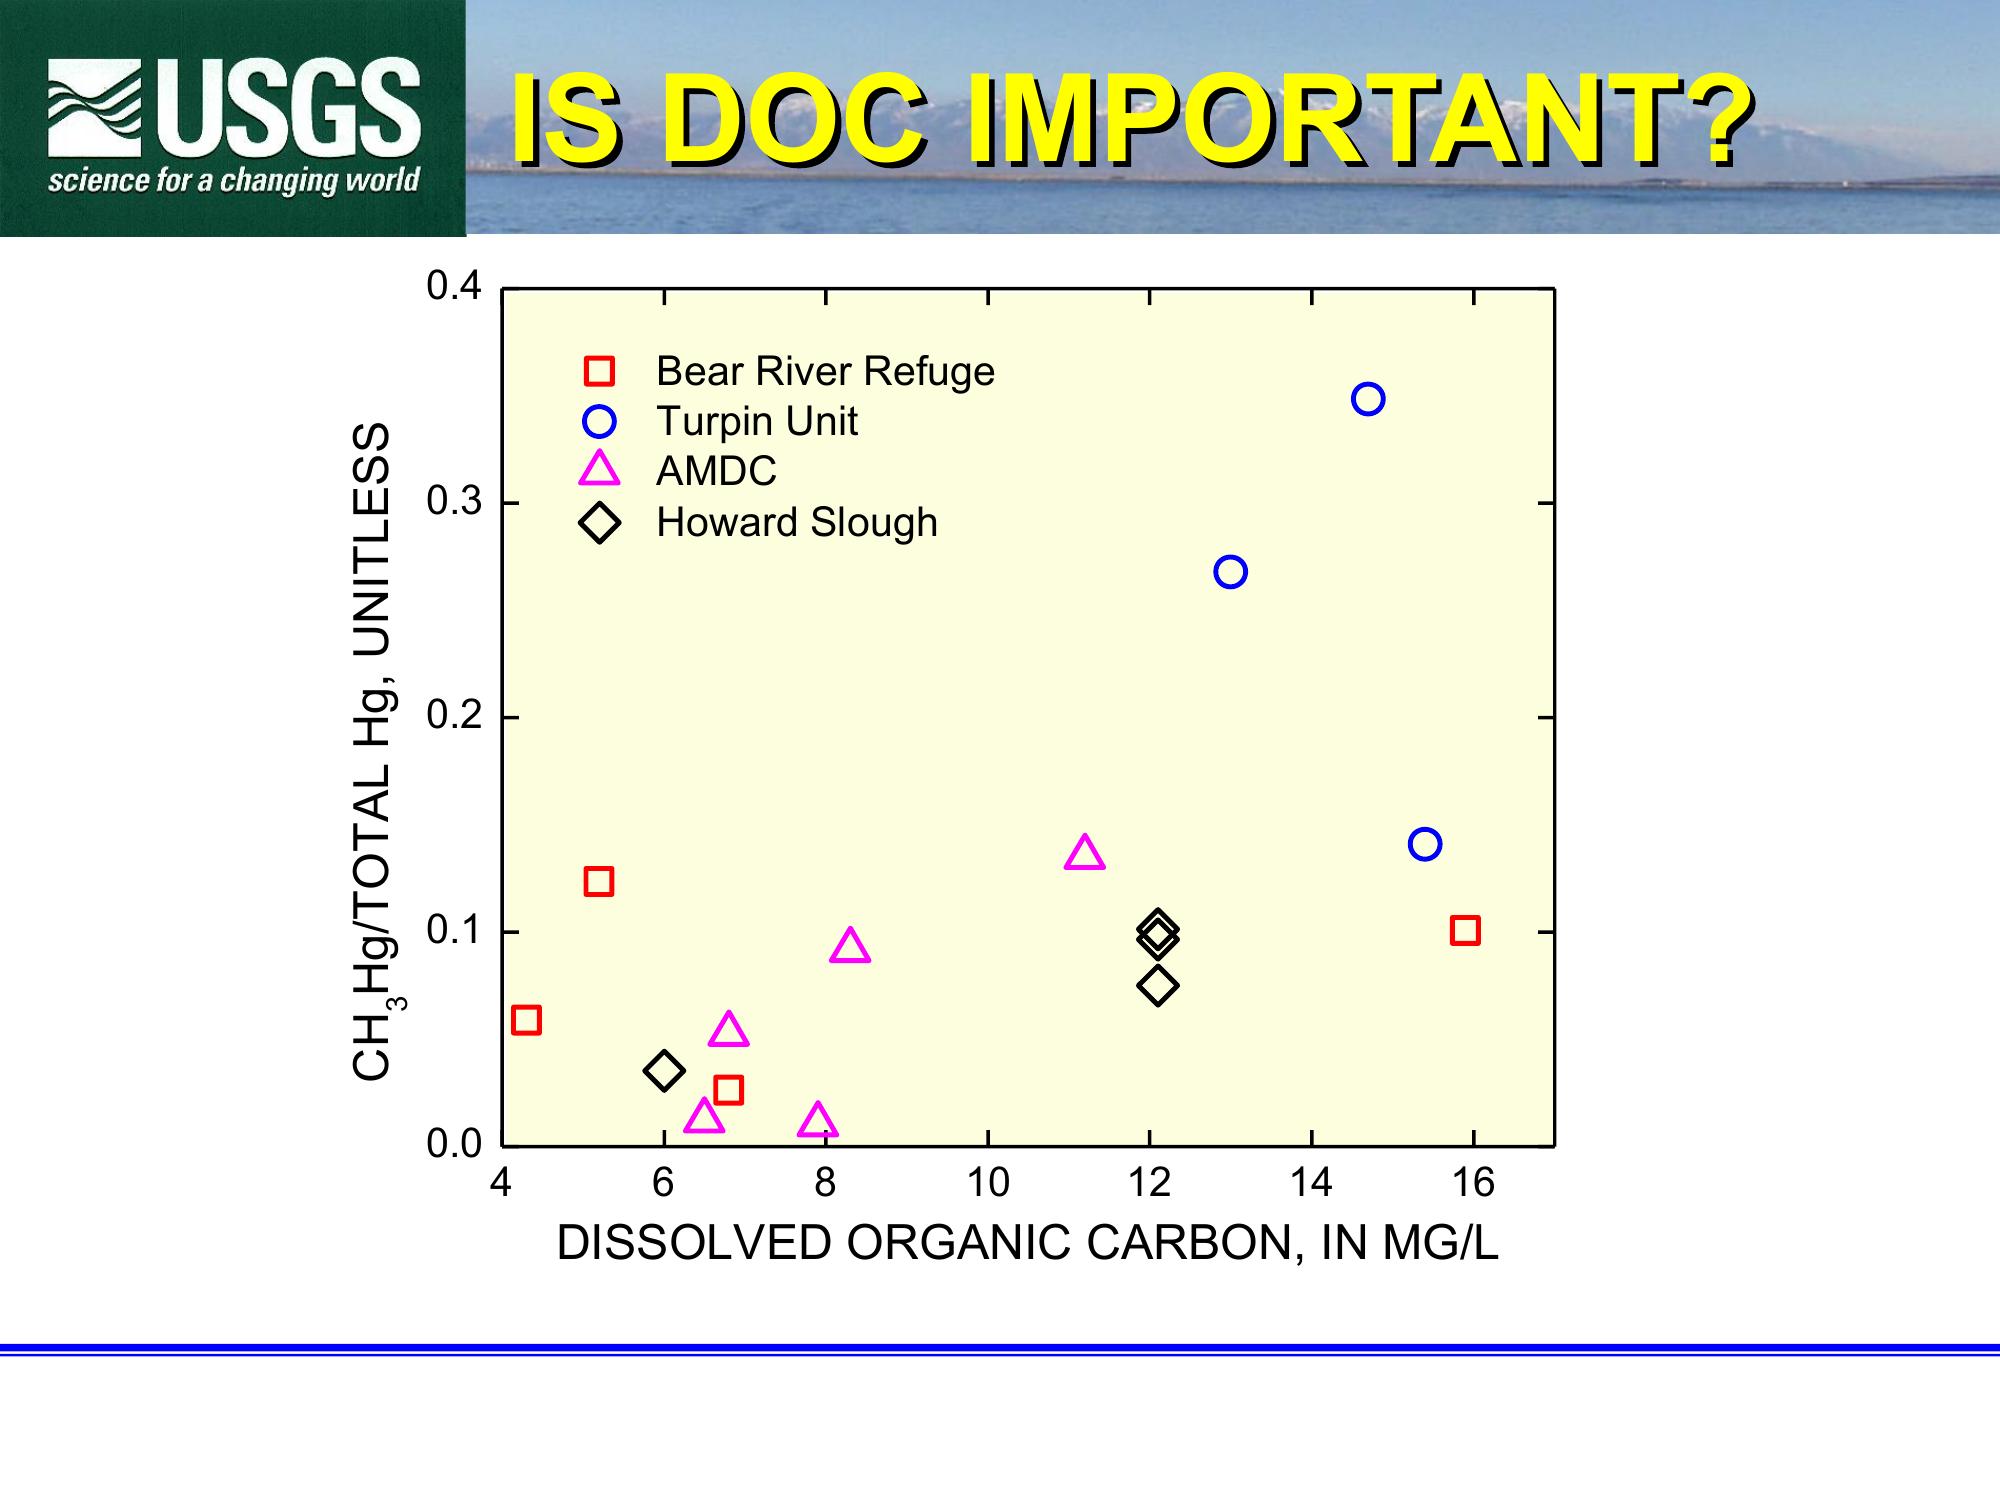 USGS
science for a changing world
IS DOC IMPORTANT?
0.4
0.3
0.2
0.1
0.0
CH3Hg/TOTAL Hg, UNITLESS
Bear River Refuge
Turpin Unit
AMDC
Howard Slough
4 6 8 10 12 14 16
DISSOLVED ORGANIC CARBON, IN MG/L